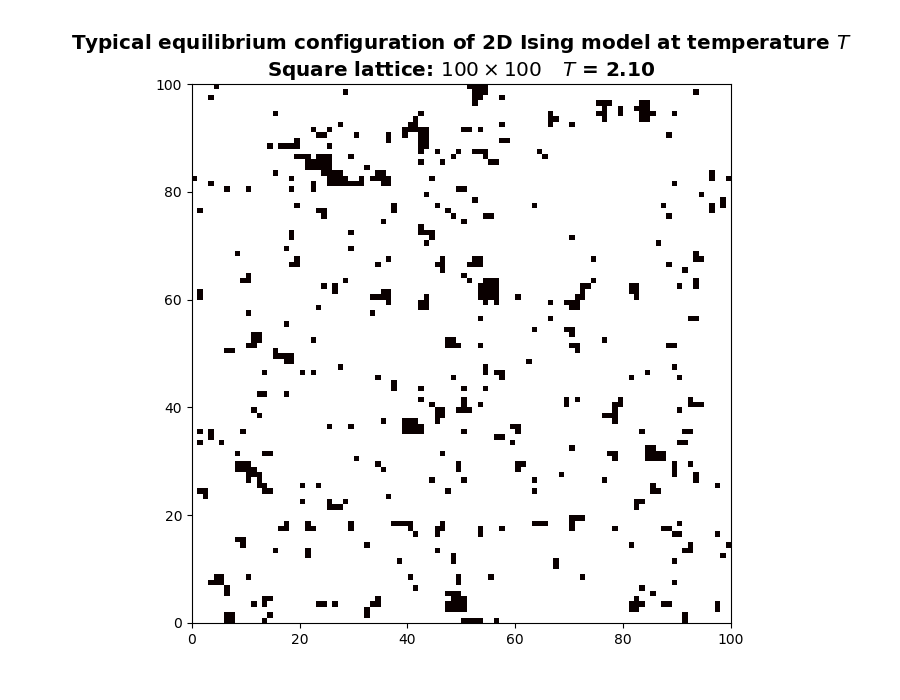 Typical equilibrium configuration of 2D Ising model at temperature T
Square lattice: 100 × 100 T = 2.10
100
80
60
40
20
0
0 20 40 60 80 100